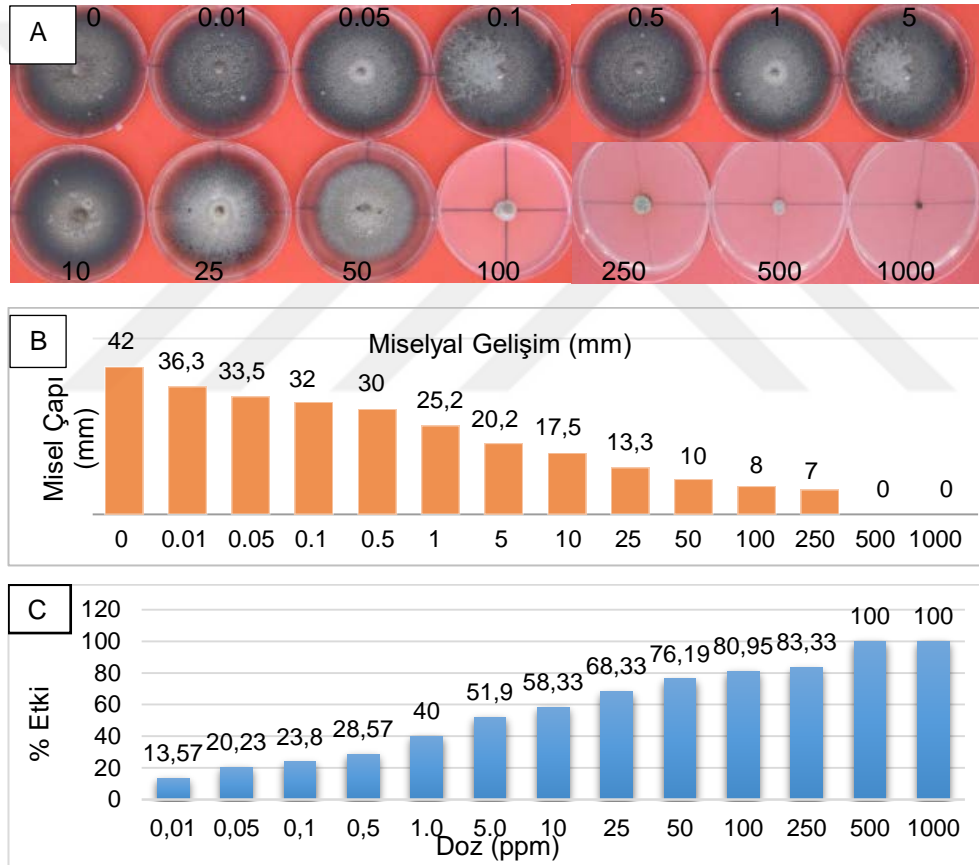 A
0 0.01 0.05 0.1 0.5 1 5
10 25 50 100 250 500 1000
B
Miselyal Gelişim (mm)
Misel Çapı
(mm)
42 36,3 33,5 32 30 25,2 20,2 17,5 13,3 10 8 7 0 0
0 0.01 0.05 0.1 0.5 1 5 10 25 50 100 250 500 1000
C
% Etki
120
100
80
60
40
20
0
13,57 20,23 23,8 28,57 40 51,9 58,33 68,33 76,19 80,95 83,33 100 100
0,01 0,05 0,1 0,5 1.0 5.0 10 25 50 100 250 500 1000
Doz (ppm)